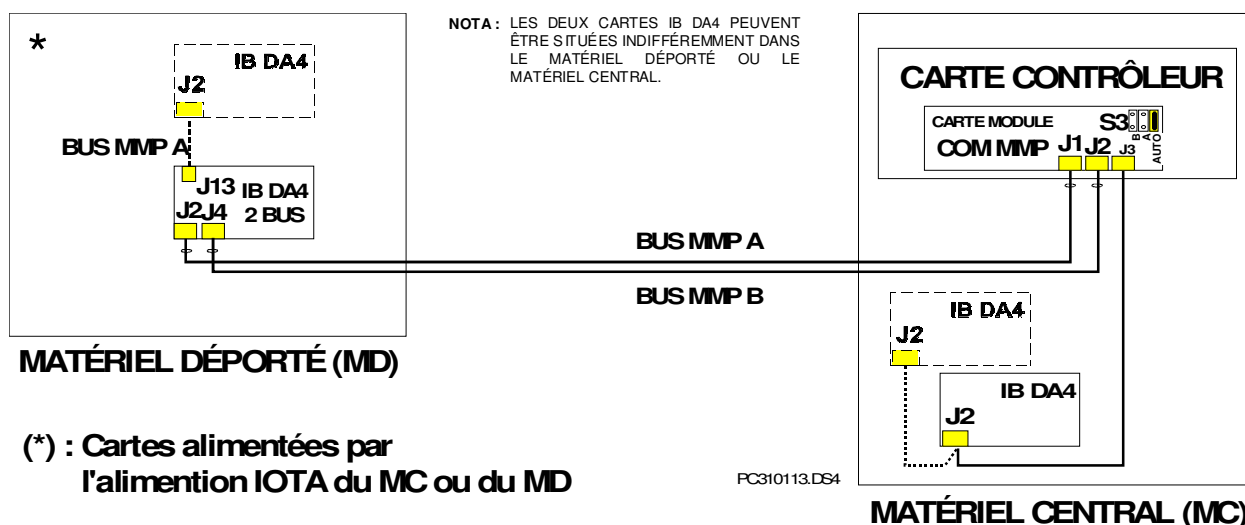 *
IB DA4
J2
BUS MMP A
J13
IB DA4
2 BUS
J2
J4
MATÉRIEL DÉPORTÉ (MD)
(*) : Cartes alimentées par
l'alimention IOTA du MC ou du MD
NOTA : LES DEUX CARTES IB DA4 PEUVENT
ÊTRE SITUÉES INDIFFÉREMMENT DANS
LE MATÉRIEL DÉPORTÉ OU LE
MATÉRIEL CENTRAL.
BUS MMP A
BUS MMP B
PC310113.DS4
CARTE CONTRÔLEUR
CARTE MODULE
COM MMP
S3
B
A
AUTO
J1
J2
J3
IB DA4
J2
IB DA4
J2
MATÉRIEL CENTRAL (MC)